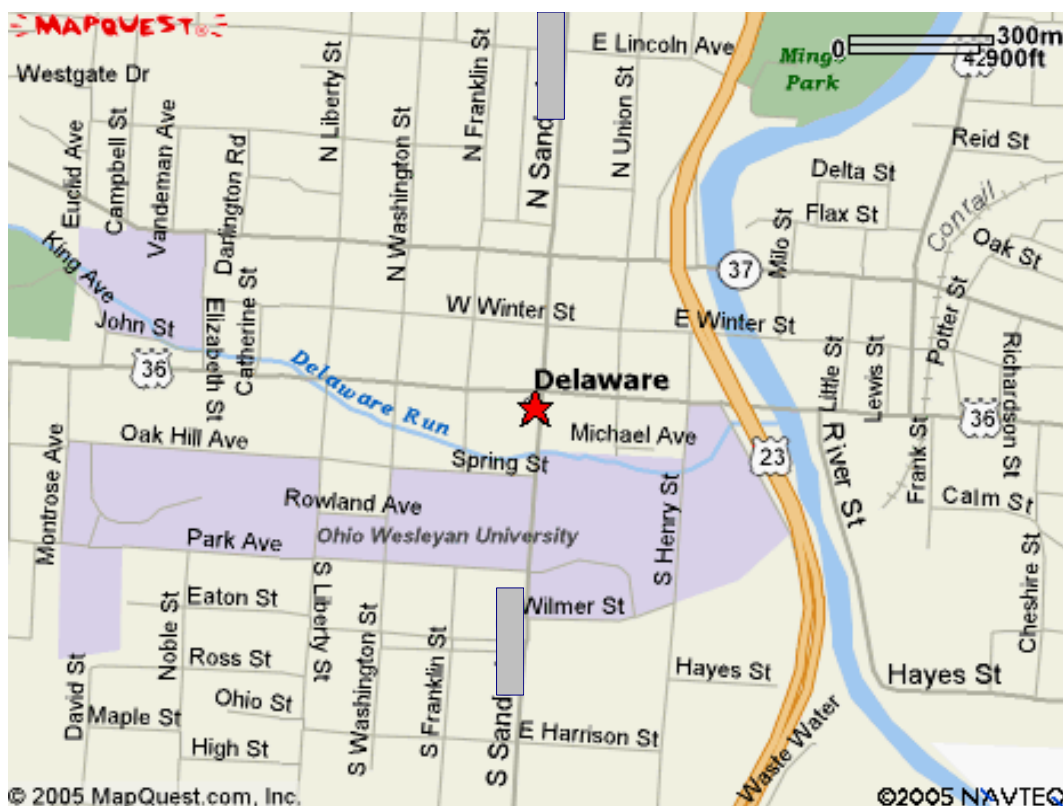 MAPQUEST®
300m
0
900ft
42
E Lincoln Ave
Mingo Park
Westgate Dr
Euclid Ave
Campbell St
Vandeman Ave
Darlington Rd
N Liberty St
N Washington St
N Franklin St
N Sand
N Union St
Reid St
Delta St
Flax St
Milo St
Conrail
Oak St
37
King Ave
John St
36
Elizabeth St
Catherine St
W Winter St
E Winter St
Potter St
Richardson St
Little St
Lewis St
Delaware Run
Delaware
36
Michael Ave
Oak Hill Ave
Spring St
23
River St
Frank St
Calm St
Montrose Ave
Rowland Ave
Ohio Wesleyan University
Park Ave
S Henry St
Cheshire St
Eaton St
Wilmer St
Noble St
S Liberty St
S Washington St
S Franklin St
S Sand
Ross St
Hayes St
Hayes St
David St
Maple St
Ohio St
High St
E Harrison St
Waste Water
© 2005 MapQuest.com, Inc.
©2005 NAVTEQ